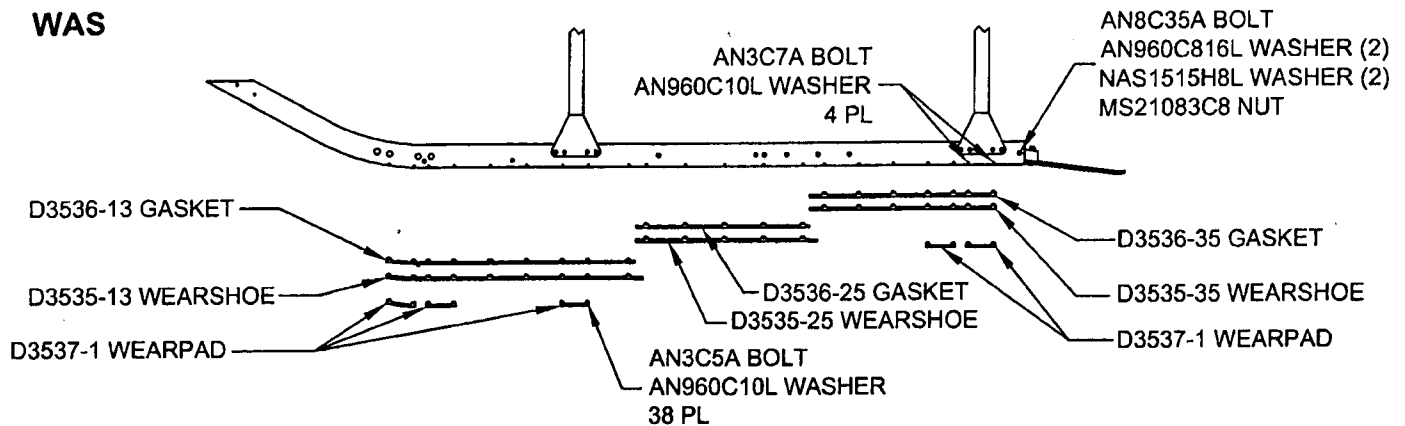 WAS
AN3C7A BOLT
AN960C10L WASHER
4 PL
AN8C35A BOLT
AN960C816L WASHER (2)
NAS1515H8L WASHER (2)
MS21083C8 NUT
D3536-13 GASKET
D3535-13 WEARSHOE
D3537-1 WEARPAD
D3536-25 GASKET
D3535-25 WEARSHOE
AN3C5A BOLT
AN960C10L WASHER
38 PL
D3536-35 GASKET
D3535-35 WEARSHOE
D3537-1 WEARPAD